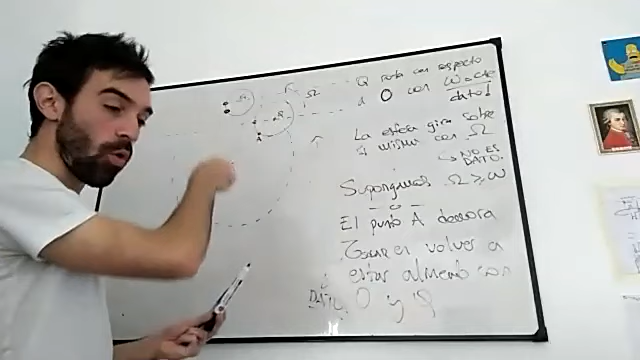 Q rota con respecto
a O con ω = cte
dato!
La esfera gira sobre
sí misma con Ω
↳ NO ES
DATO.
Supongamos Ω ≥ ω
El punto A demora
en volver a
estar alineado con
O y Q